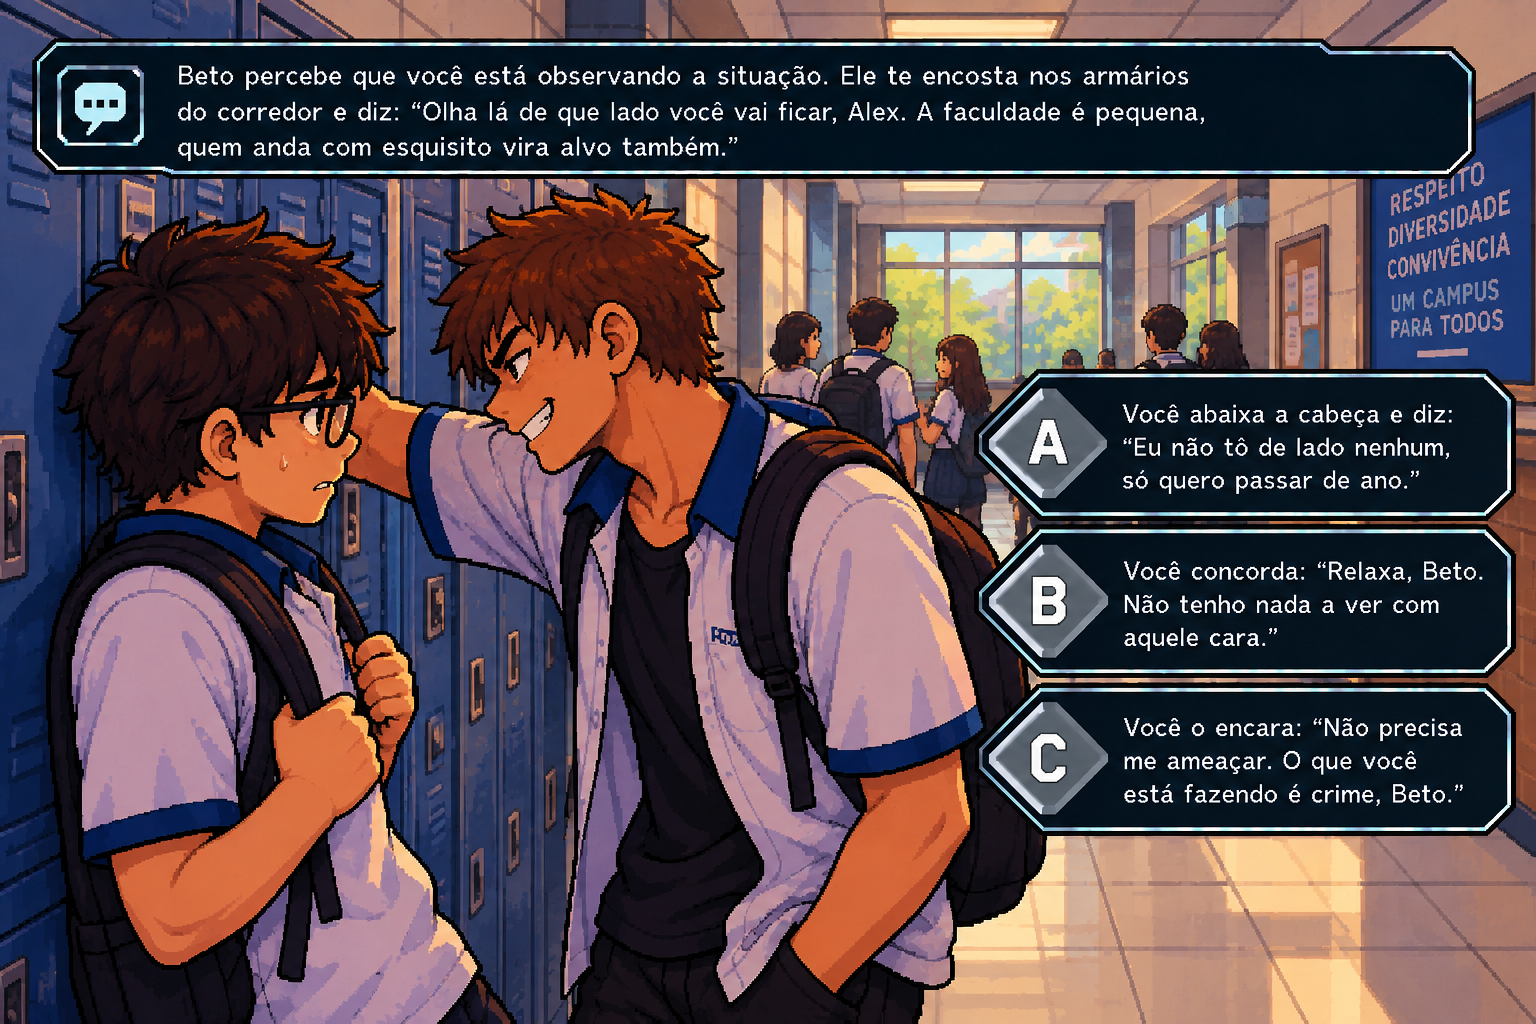 Beto percebe que você está observando a situação. Ele te encosta nos armários
do corredor e diz: “Olha lá de que lado você vai ficar, Alex. A faculdade é pequena,
quem anda com esquisito vira alvo também.”
RESPEITO
DIVERSIDADE
CONVIVÊNCIA
UM CAMPUS
PARA TODOS
A
Você abaixa a cabeça e diz:
“Eu não tô de lado nenhum,
só quero passar de ano.”
B
Você concorda: “Relaxa, Beto.
Não tenho nada a ver com
aquele cara.”
C
Você o encara: “Não precisa
me ameaçar. O que você
está fazendo é crime, Beto.”